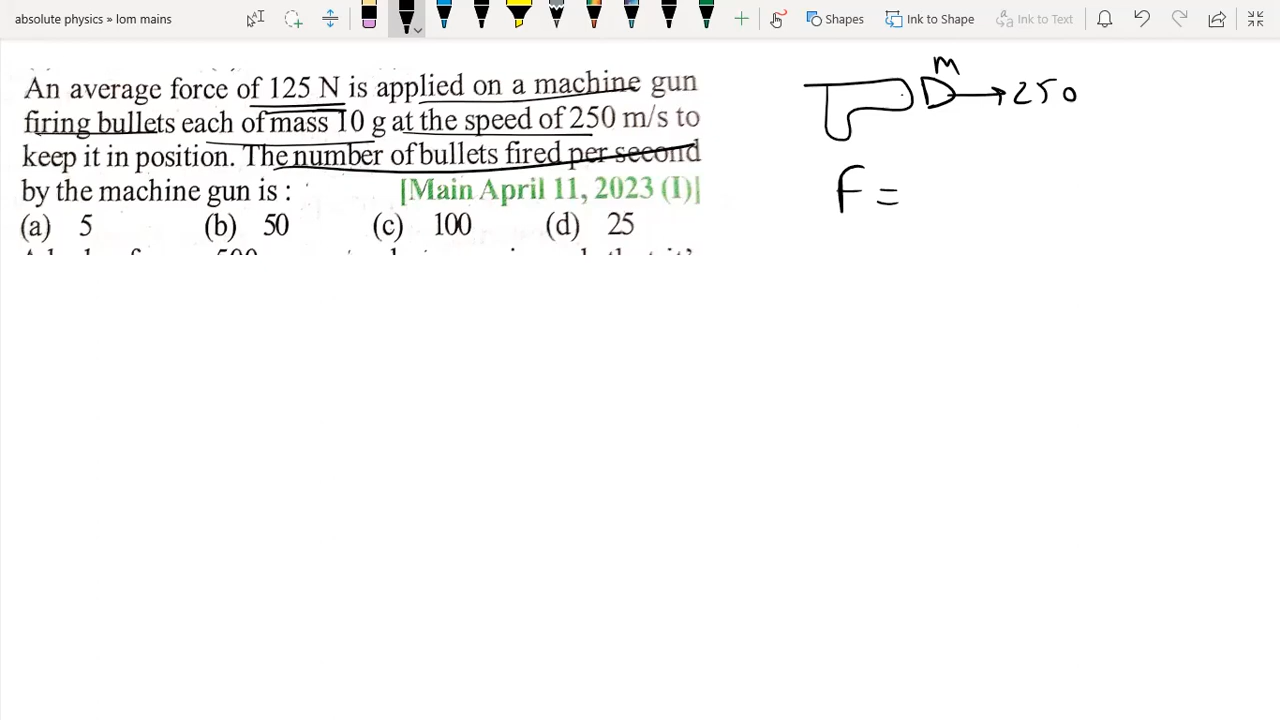 absolute physics » lom mains
Shapes
Ink to Shape
Ink to Text
An average force of 125 N is applied on a machine gun
firing bullets each of mass 10 g at the speed of 250 m/s to
keep it in position. The number of bullets fired per second
by the machine gun is : [Main April 11, 2023 (I)]
(a) 5 (b) 50 (c) 100 (d) 25
m
250
F =